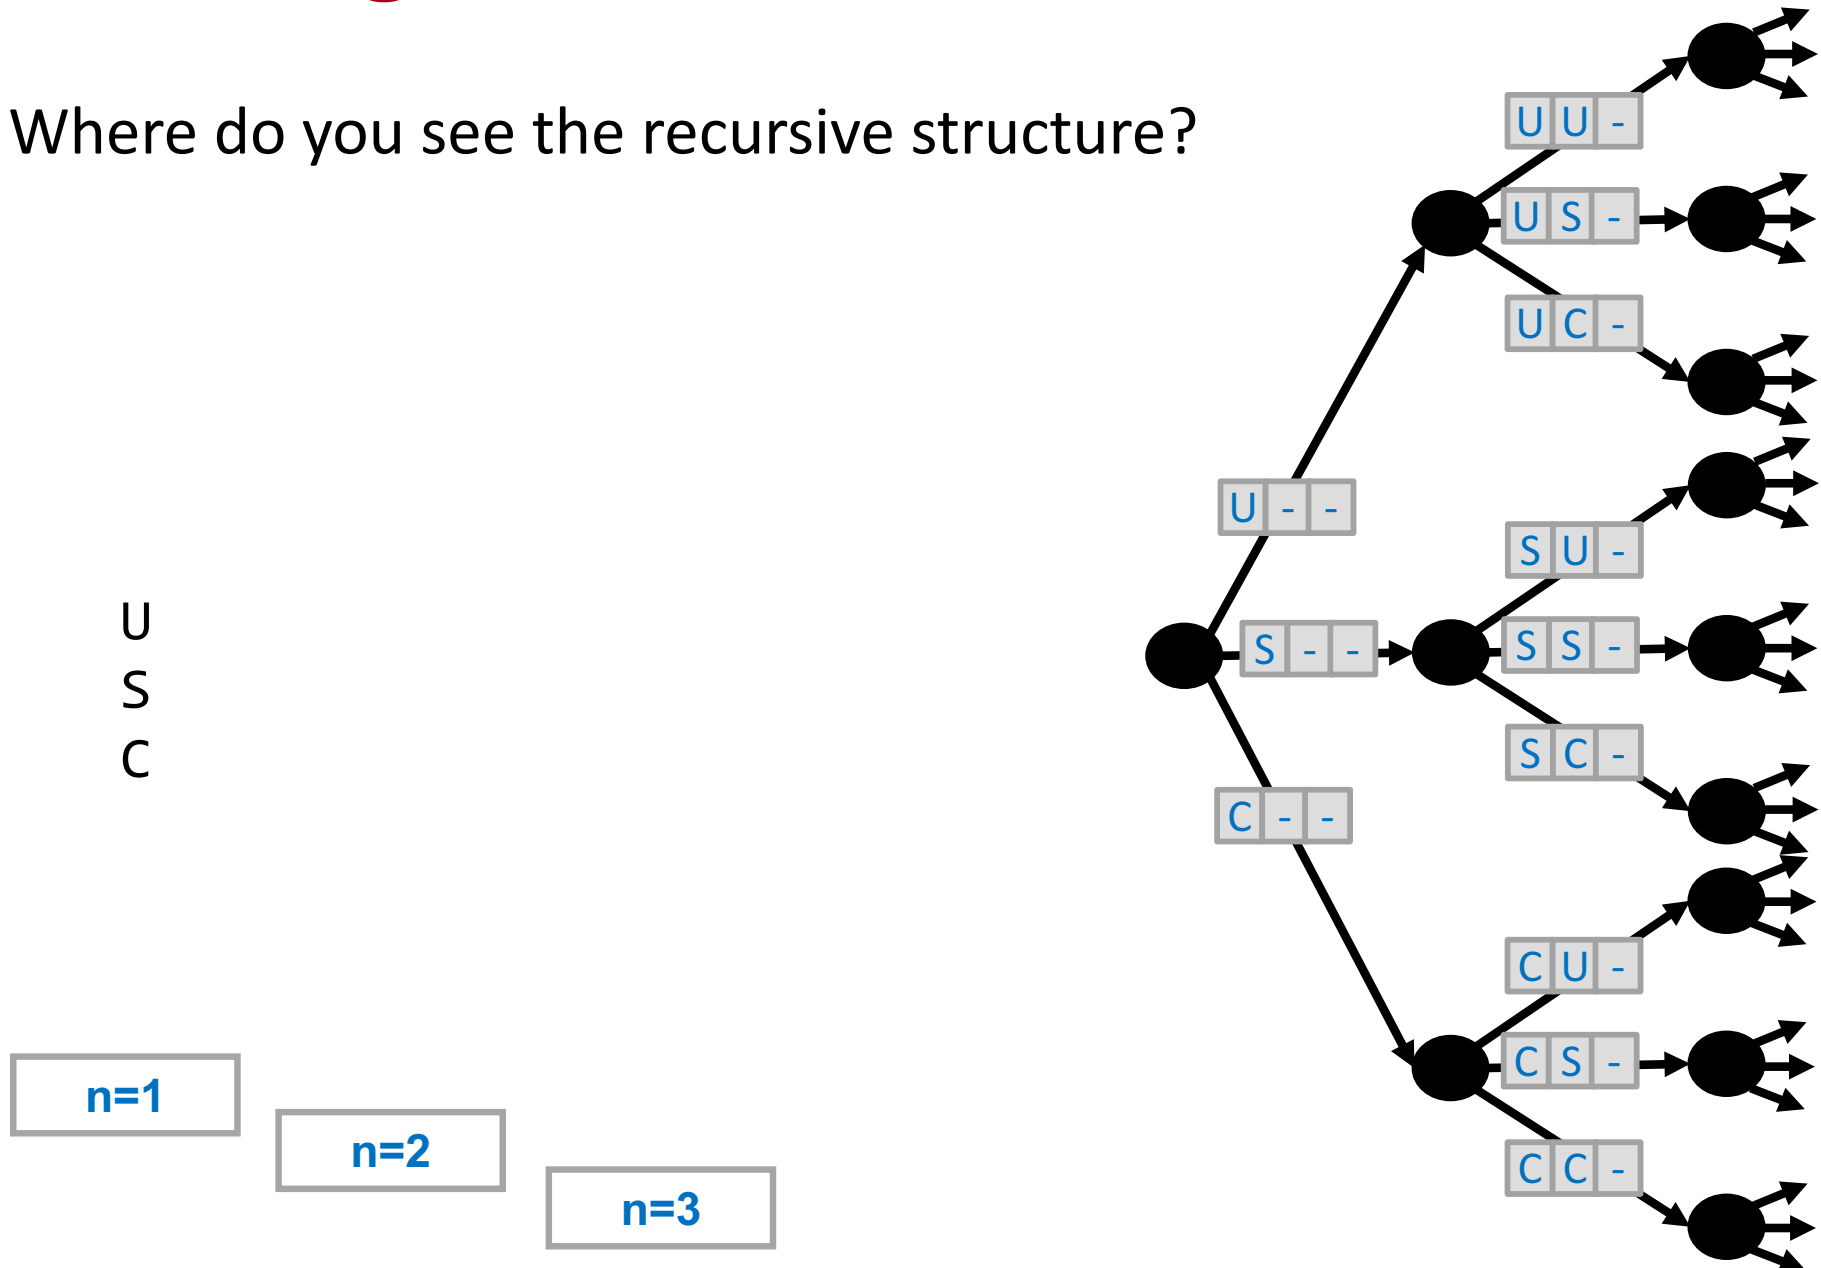 Where do you see the recursive structure?
U
S
C
n=1
n=2
n=3
U - -
S - -
C - -
U U -
U S -
U C -
S U -
S S -
S C -
C U -
C S -
C C -